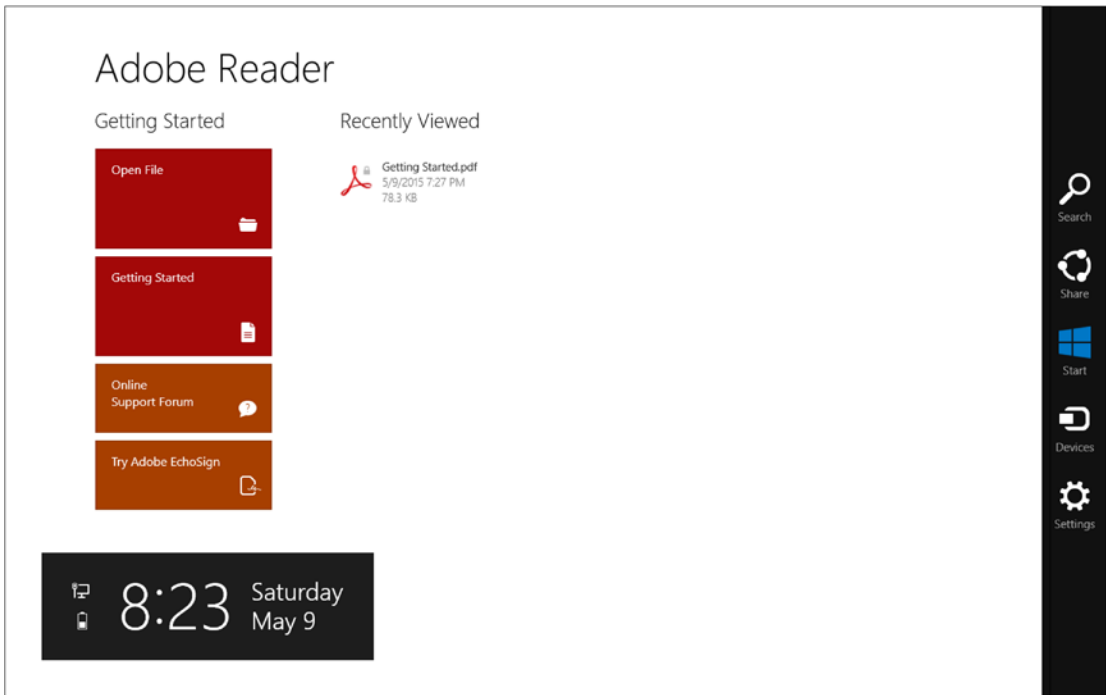 Adobe Reader
Getting Started
Open File
Getting Started
Online
Support Forum
Try Adobe EchoSign
Recently Viewed
Getting Started.pdf
5/9/2015 7:27 PM
78.3 KB
8:23
Saturday
May 9
Search
Share
Start
Devices
Settings